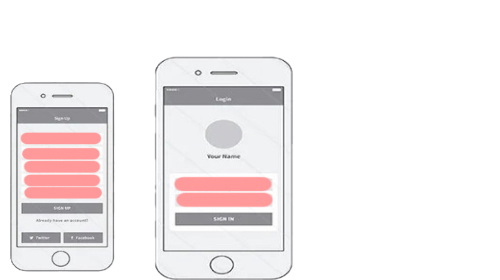 Sign Up
SIGN UP
Already have an account?
Twitter
Facebook
Login
Your Name
SIGN IN